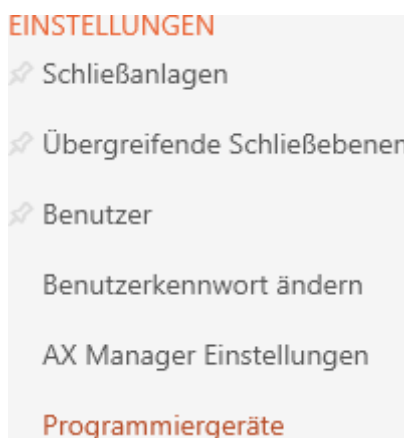 EINSTELLUNGEN
Schließanlagen
Übergreifende Schließebenen
Benutzer
Benutzerkennwort ändern
AX Manager Einstellungen
Programmiergeräte